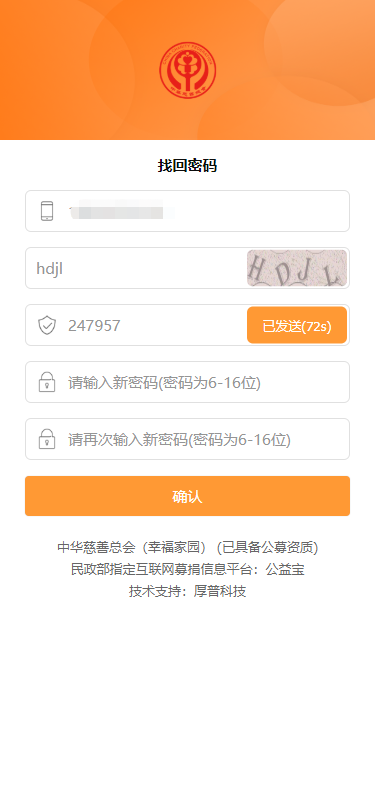 找回密码
hdjl
HDJL
247957
已发送(72s)
请输入新密码(密码为6-16位)
请再次输入新密码(密码为6-16位)
确认
中华慈善总会（幸福家园） (已具备公募资质)
民政部指定互联网募捐信息平台：公益宝
技术支持：厚普科技